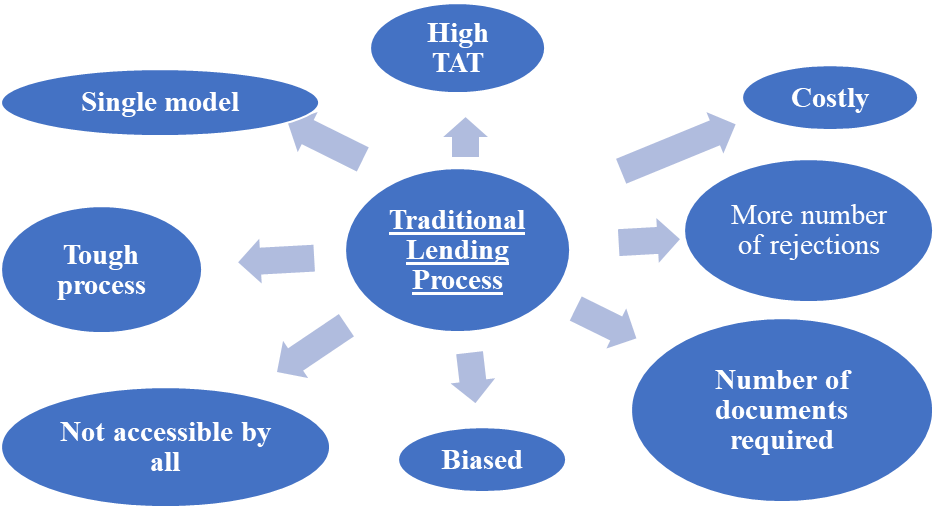 High
TAT
Single model
Costly
Traditional
Lending
Process
More number
of rejections
Tough
process
Number of
documents
required
Not accessible by
all
Biased